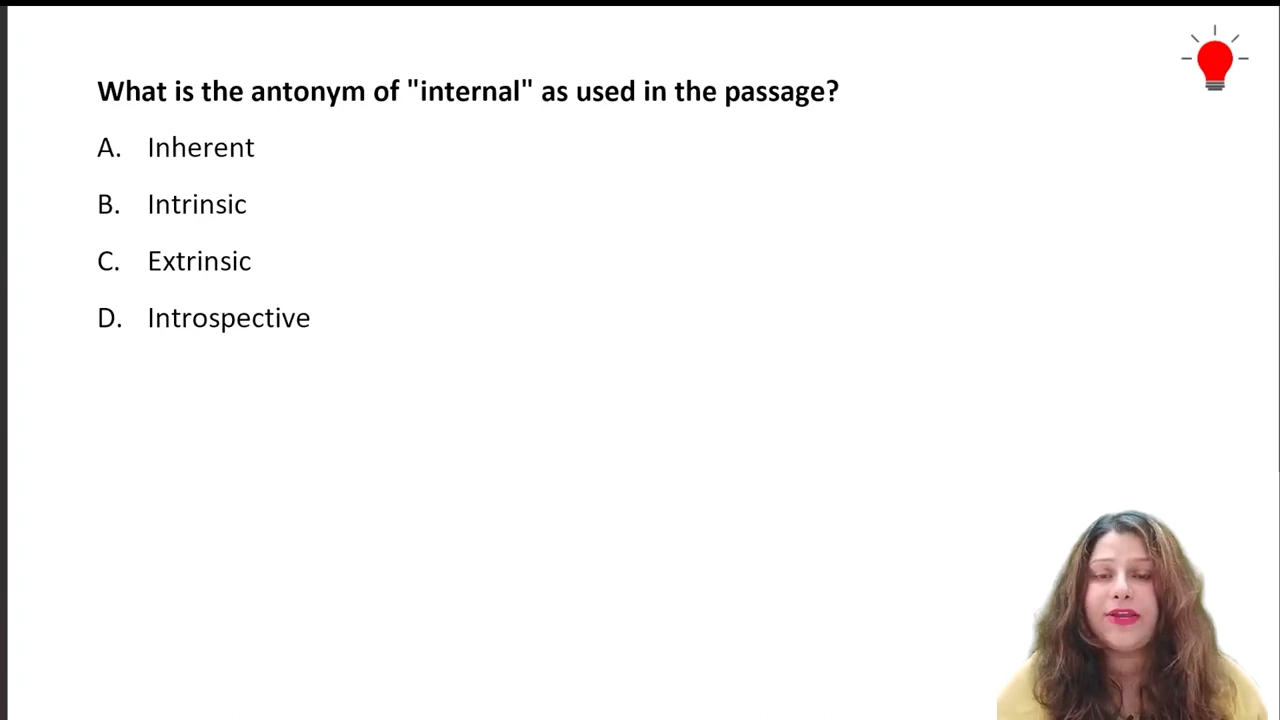 What is the antonym of "internal" as used in the passage?
A. Inherent
B. Intrinsic
C. Extrinsic
D. Introspective